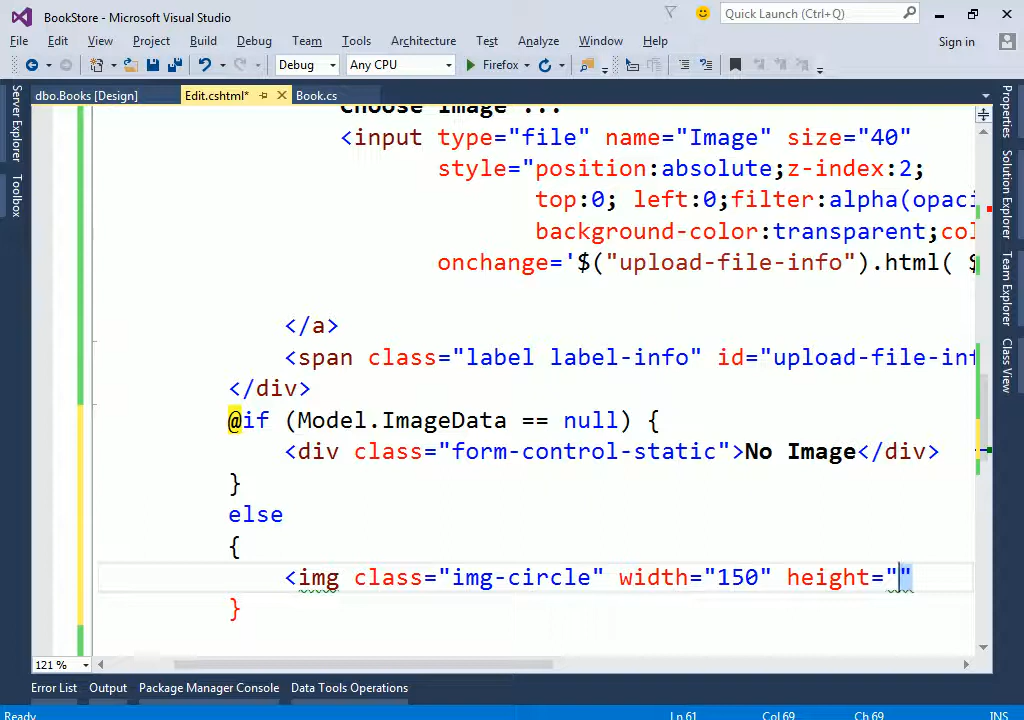 BookStore - Microsoft Visual Studio
Quick Launch (Ctrl+Q)
File Edit View Project Build Debug Team Tools Architecture Test Analyze Window Help
Sign in
Debug Any CPU Firefox
dbo.Books [Design] Edit.cshtml* Book.cs
Server Explorer
Toolbox
Properties
Solution Explorer
Team Explorer
Class View
Choose Image ...
<input type="file" name="Image" size="40"
style="position:absolute;z-index:2;
top:0; left:0;filter:alpha(opaci
background-color:transparent;col
onchange='$("upload-file-info").html( $
</a>
<span class="label label-info" id="upload-file-inf
</div>
@if (Model.ImageData == null) {
<div class="form-control-static">No Image</div>
}
else
{
<img class="img-circle" width="150" height=""
}
121 %
Error List Output Package Manager Console Data Tools Operations
Ready Ln 61 Col 69 Ch 69 INS